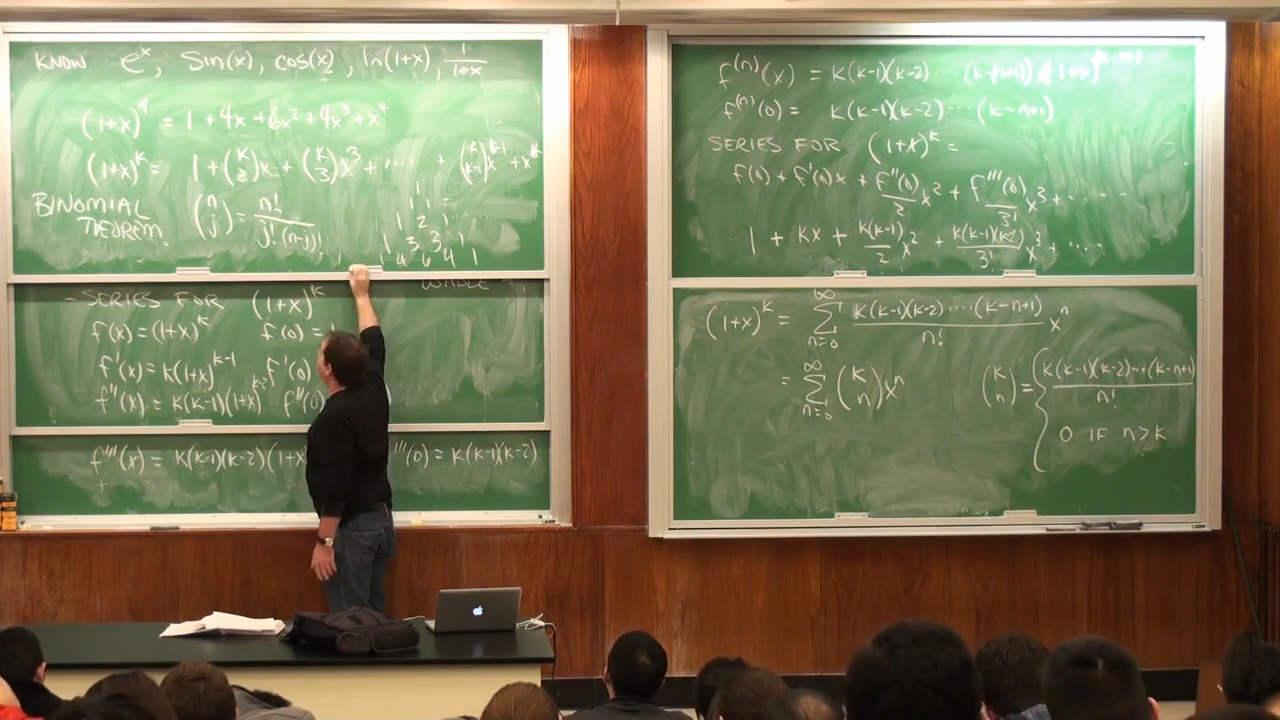 KNOW e^x, Sin(x), cos(x), ln(1+x), 1/(1-x)
(1+x)^4 = 1 + 4x + 6x^2 + 4x^3 + x^4
(1+x)^k = 1 + (k 2)x + (k 3)x^3 + .... + (k k-1)x^k-1 + x^k
BINOMIAL THEOREM (n j) = n!/(j!(n-j)!)
1 1
1 2 1
1 3 3 1
1 4 6 4 1
WHOLE
- SERIES FOR (1+x)^k
f(x) = (1+x)^k f(0) = 1
f'(x) = k(1+x)^k-1 f'(0)
f''(x) = k(k-1)(1+x)^k-2 f''(0)
f'''(x) = k(k-1)(k-2)(1+x '''(0) = k(k-1)(k-2)
f^(n)(x) = k(k-1)(k-2) .... (k-(n-1)) (1+x)^(k-n)
f^(n)(0) = k(k-1)(k-2) .... (k-n+1)
SERIES FOR (1+x)^k =
f(0) + f'(0)x + f''(0)/2 x^2 + f'''(0)/3! x^3 + ....
1 + kx + k(k-1)/2 x^2 + k(k-1)(k-2)/3! x^3 + ....
(1+x)^k = ∞ Σ n=0 k(k-1)(k-2)....(k-n+1)/n! x^n
= ∞ Σ n=0 (k n) x^n
(k n) = { k(k-1)(k-2)...(k-n+1)/n!
0 IF n>k